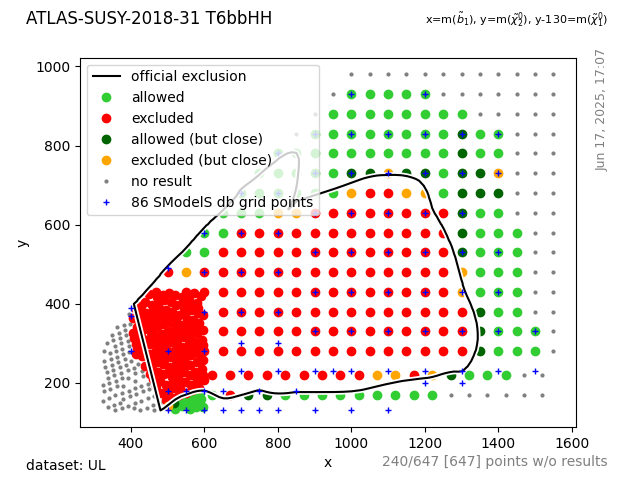 ATLAS-SUSY-2018-31 T6bbHH
x=m(b̃₁), y=m(χ̃₂⁰), y-130=m(χ̃₁⁰)
Jun 17, 2025, 17:07
official exclusion
allowed
excluded
allowed (but close)
excluded (but close)
no result
86 SModelS db grid points
1000
800
600
400
200
y
400 600 800 1000 1200 1400 1600
x
dataset: UL
240/647 [647] points w/o results